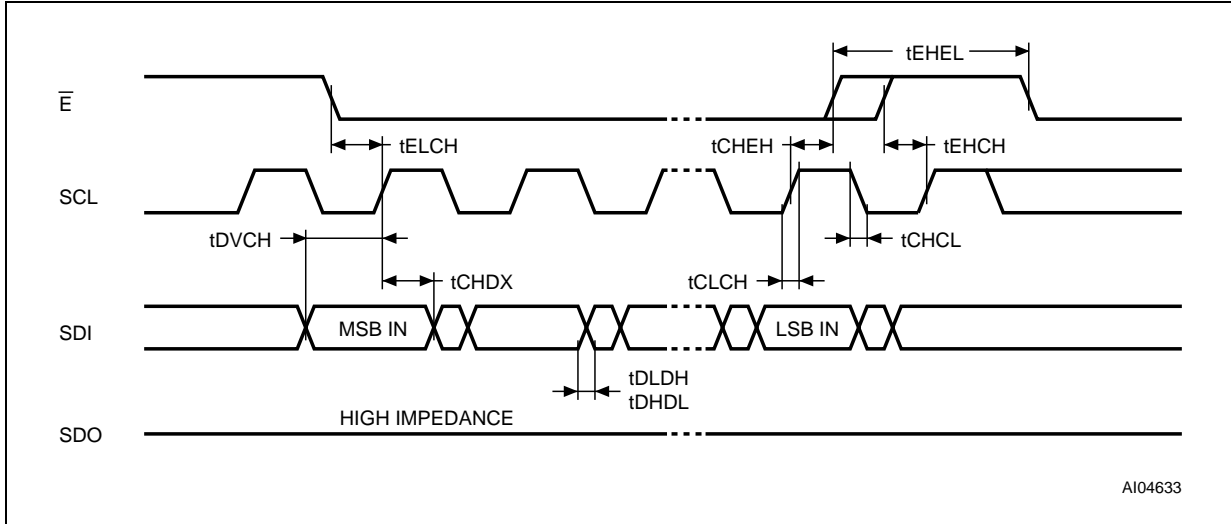 tEHEL
E̅
tELCH
tCHEH
tEHCH
SCL
tDVCH
tCHDX
tCLCH
tCHCL
SDI
MSB IN
LSB IN
tDLDH
tDHDL
HIGH IMPEDANCE
SDO
AI04633